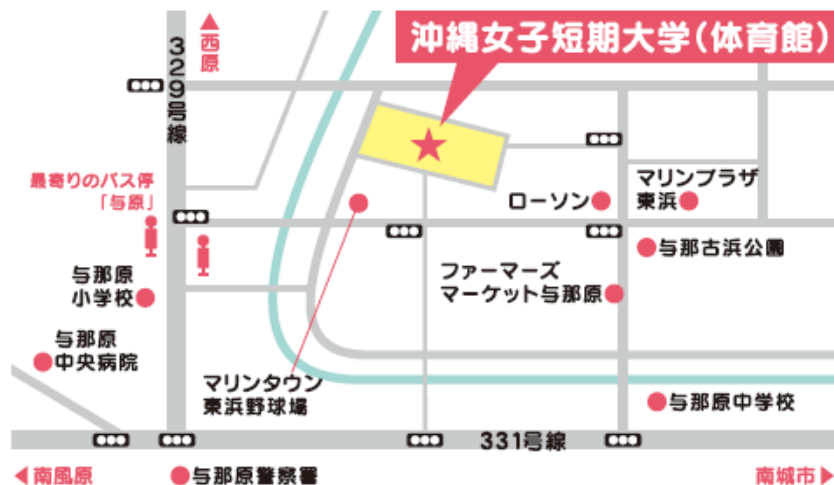 沖縄女子短期大学(体育館)
西原
329号線
最寄りのバス停
「与原」
ローソン
マリンプラザ
東浜
与那古浜公園
与那原
小学校
ファーマーズ
マーケット与那原
与那原
中央病院
マリンタウン
東浜野球場
与那原中学校
331号線
南風原
与那原警察署
南城市